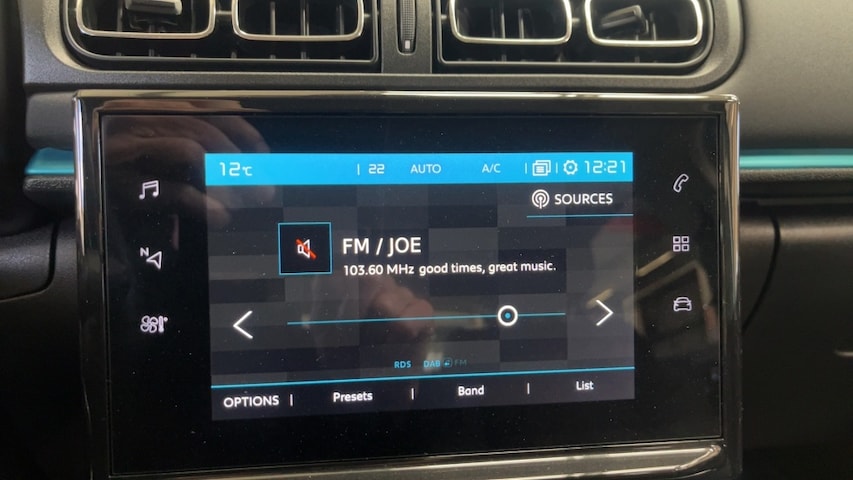 12°C | 22 AUTO A/C | | 12:21
SOURCES
FM / JOE
103.60 MHz good times, great music.
N
RDS DAB FM
OPTIONS | Presets | Band | List